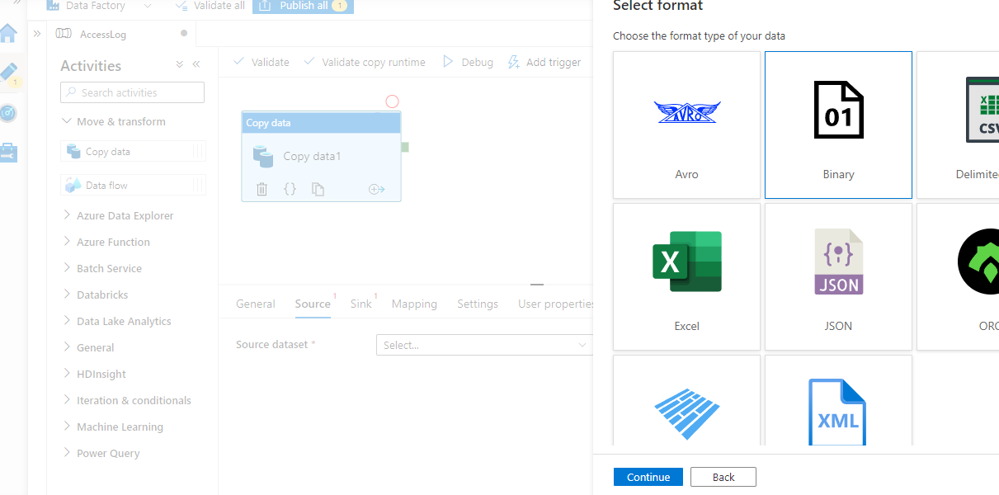 Data Factory
Validate all
Publish all 1
AccessLog
1
Activities
Search activities
Move & transform
Copy data
Data flow
Azure Data Explorer
Azure Function
Batch Service
Databricks
Data Lake Analytics
General
HDInsight
Iteration & conditionals
Machine Learning
Power Query
Validate
Validate copy runtime
Debug
Add trigger
Copy data
Copy data1
{}
General
Source 1
Sink 1
Mapping
Settings
User properties
Source dataset *
Select...
Select format
Choose the format type of your data
AVRO
Avro
01
Binary
X
CSV
Delimited
X
Excel
{:}
JSON
JSON
ORC
XML
Continue
Back